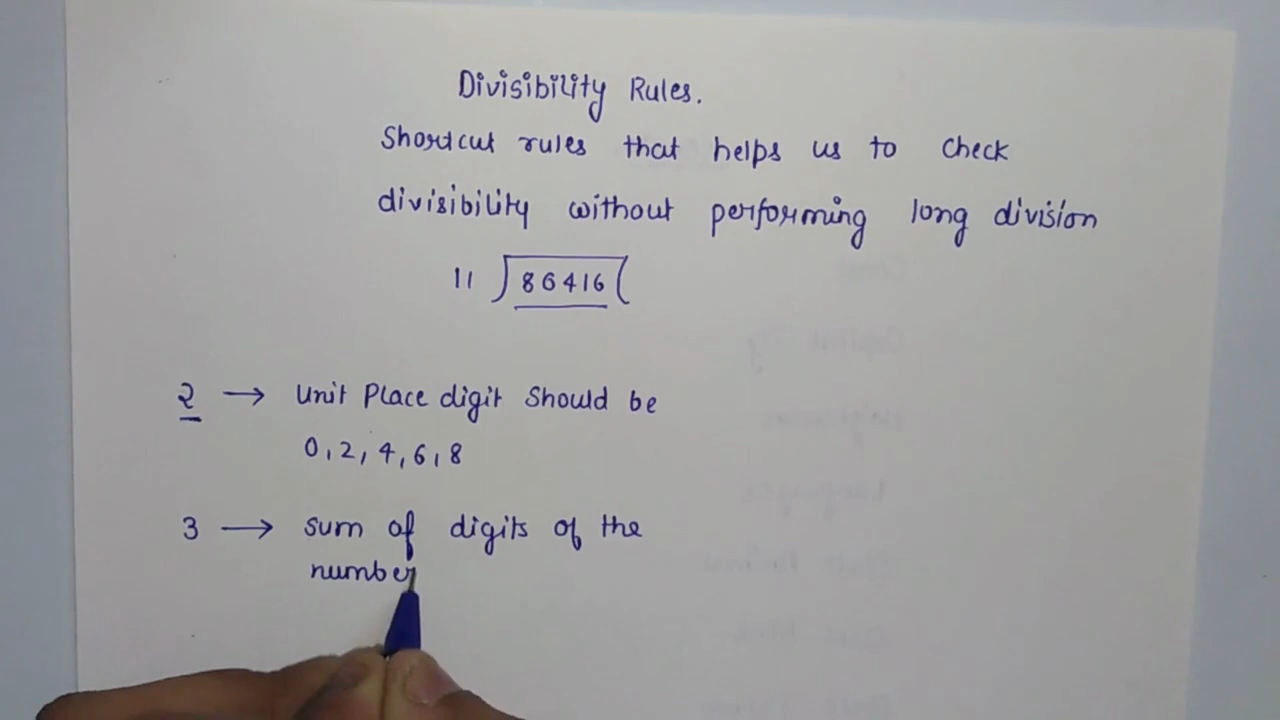 Divisibility Rules.
Shortcut rules that helps us to check
divisibility without performing long division
11 ) 86416 (
2 → Unit Place digit Should be
0, 2, 4, 6, 8
3 → sum of digits of the
number